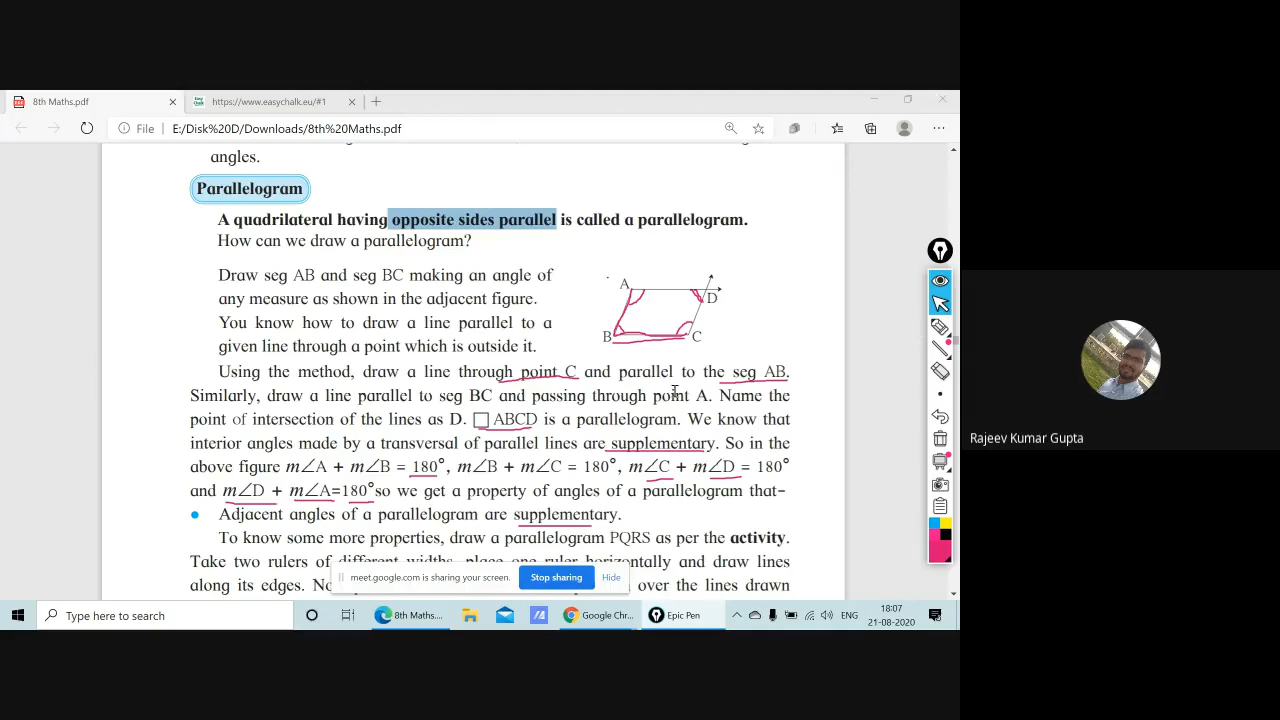 8th Maths.pdf
https://www.easychalk.eu/#1
File E:/Disk%20D/Downloads/8th%20Maths.pdf
angles.
Parallelogram
A quadrilateral having opposite sides parallel is called a parallelogram.
How can we draw a parallelogram?
Draw seg AB and seg BC making an angle of
any measure as shown in the adjacent figure.
You know how to draw a line parallel to a
given line through a point which is outside it.
A
D
B
C
Using the method, draw a line through point C and parallel to the seg AB.
Similarly, draw a line parallel to seg BC and passing through point A. Name the
point of intersection of the lines as D. □ABCD is a parallelogram. We know that
interior angles made by a transversal of parallel lines are supplementary. So in the
above figure m∠A + m∠B = 180°, m∠B + m∠C = 180°, m∠C + m∠D = 180°
and m∠D + m∠A=180°so we get a property of angles of a parallelogram that-
• Adjacent angles of a parallelogram are supplementary.
To know some more properties, draw a parallelogram PQRS as per the activity.
Take two rulers of different widths, place one ruler horizontally and draw lines
along its edges. No over the lines drawn
meet.google.com is sharing your screen. Stop sharing Hide
Type here to search
8th Maths....
Google Chr...
Epic Pen
ENG
18:07
21-08-2020
Rajeev Kumar Gupta